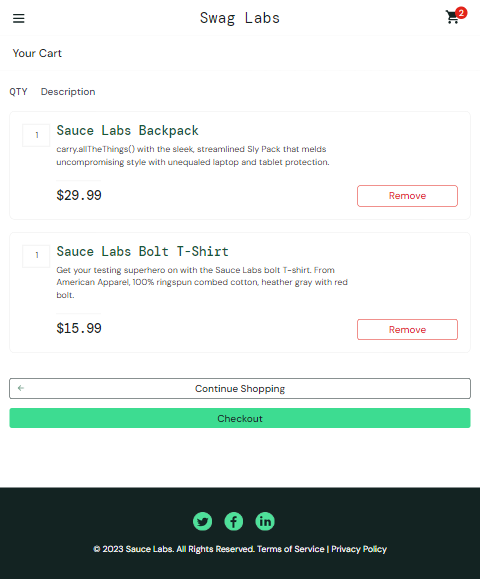 Swag Labs
2
Your Cart
QTY Description
1
Sauce Labs Backpack
carry.allTheThings() with the sleek, streamlined Sly Pack that melds
uncompromising style with unequaled laptop and tablet protection.
$29.99
Remove
1
Sauce Labs Bolt T-Shirt
Get your testing superhero on with the Sauce Labs bolt T-shirt. From
American Apparel, 100% ringspun combed cotton, heather gray with red
bolt.
$15.99
Remove
Continue Shopping
Checkout
© 2023 Sauce Labs. All Rights Reserved. Terms of Service | Privacy Policy